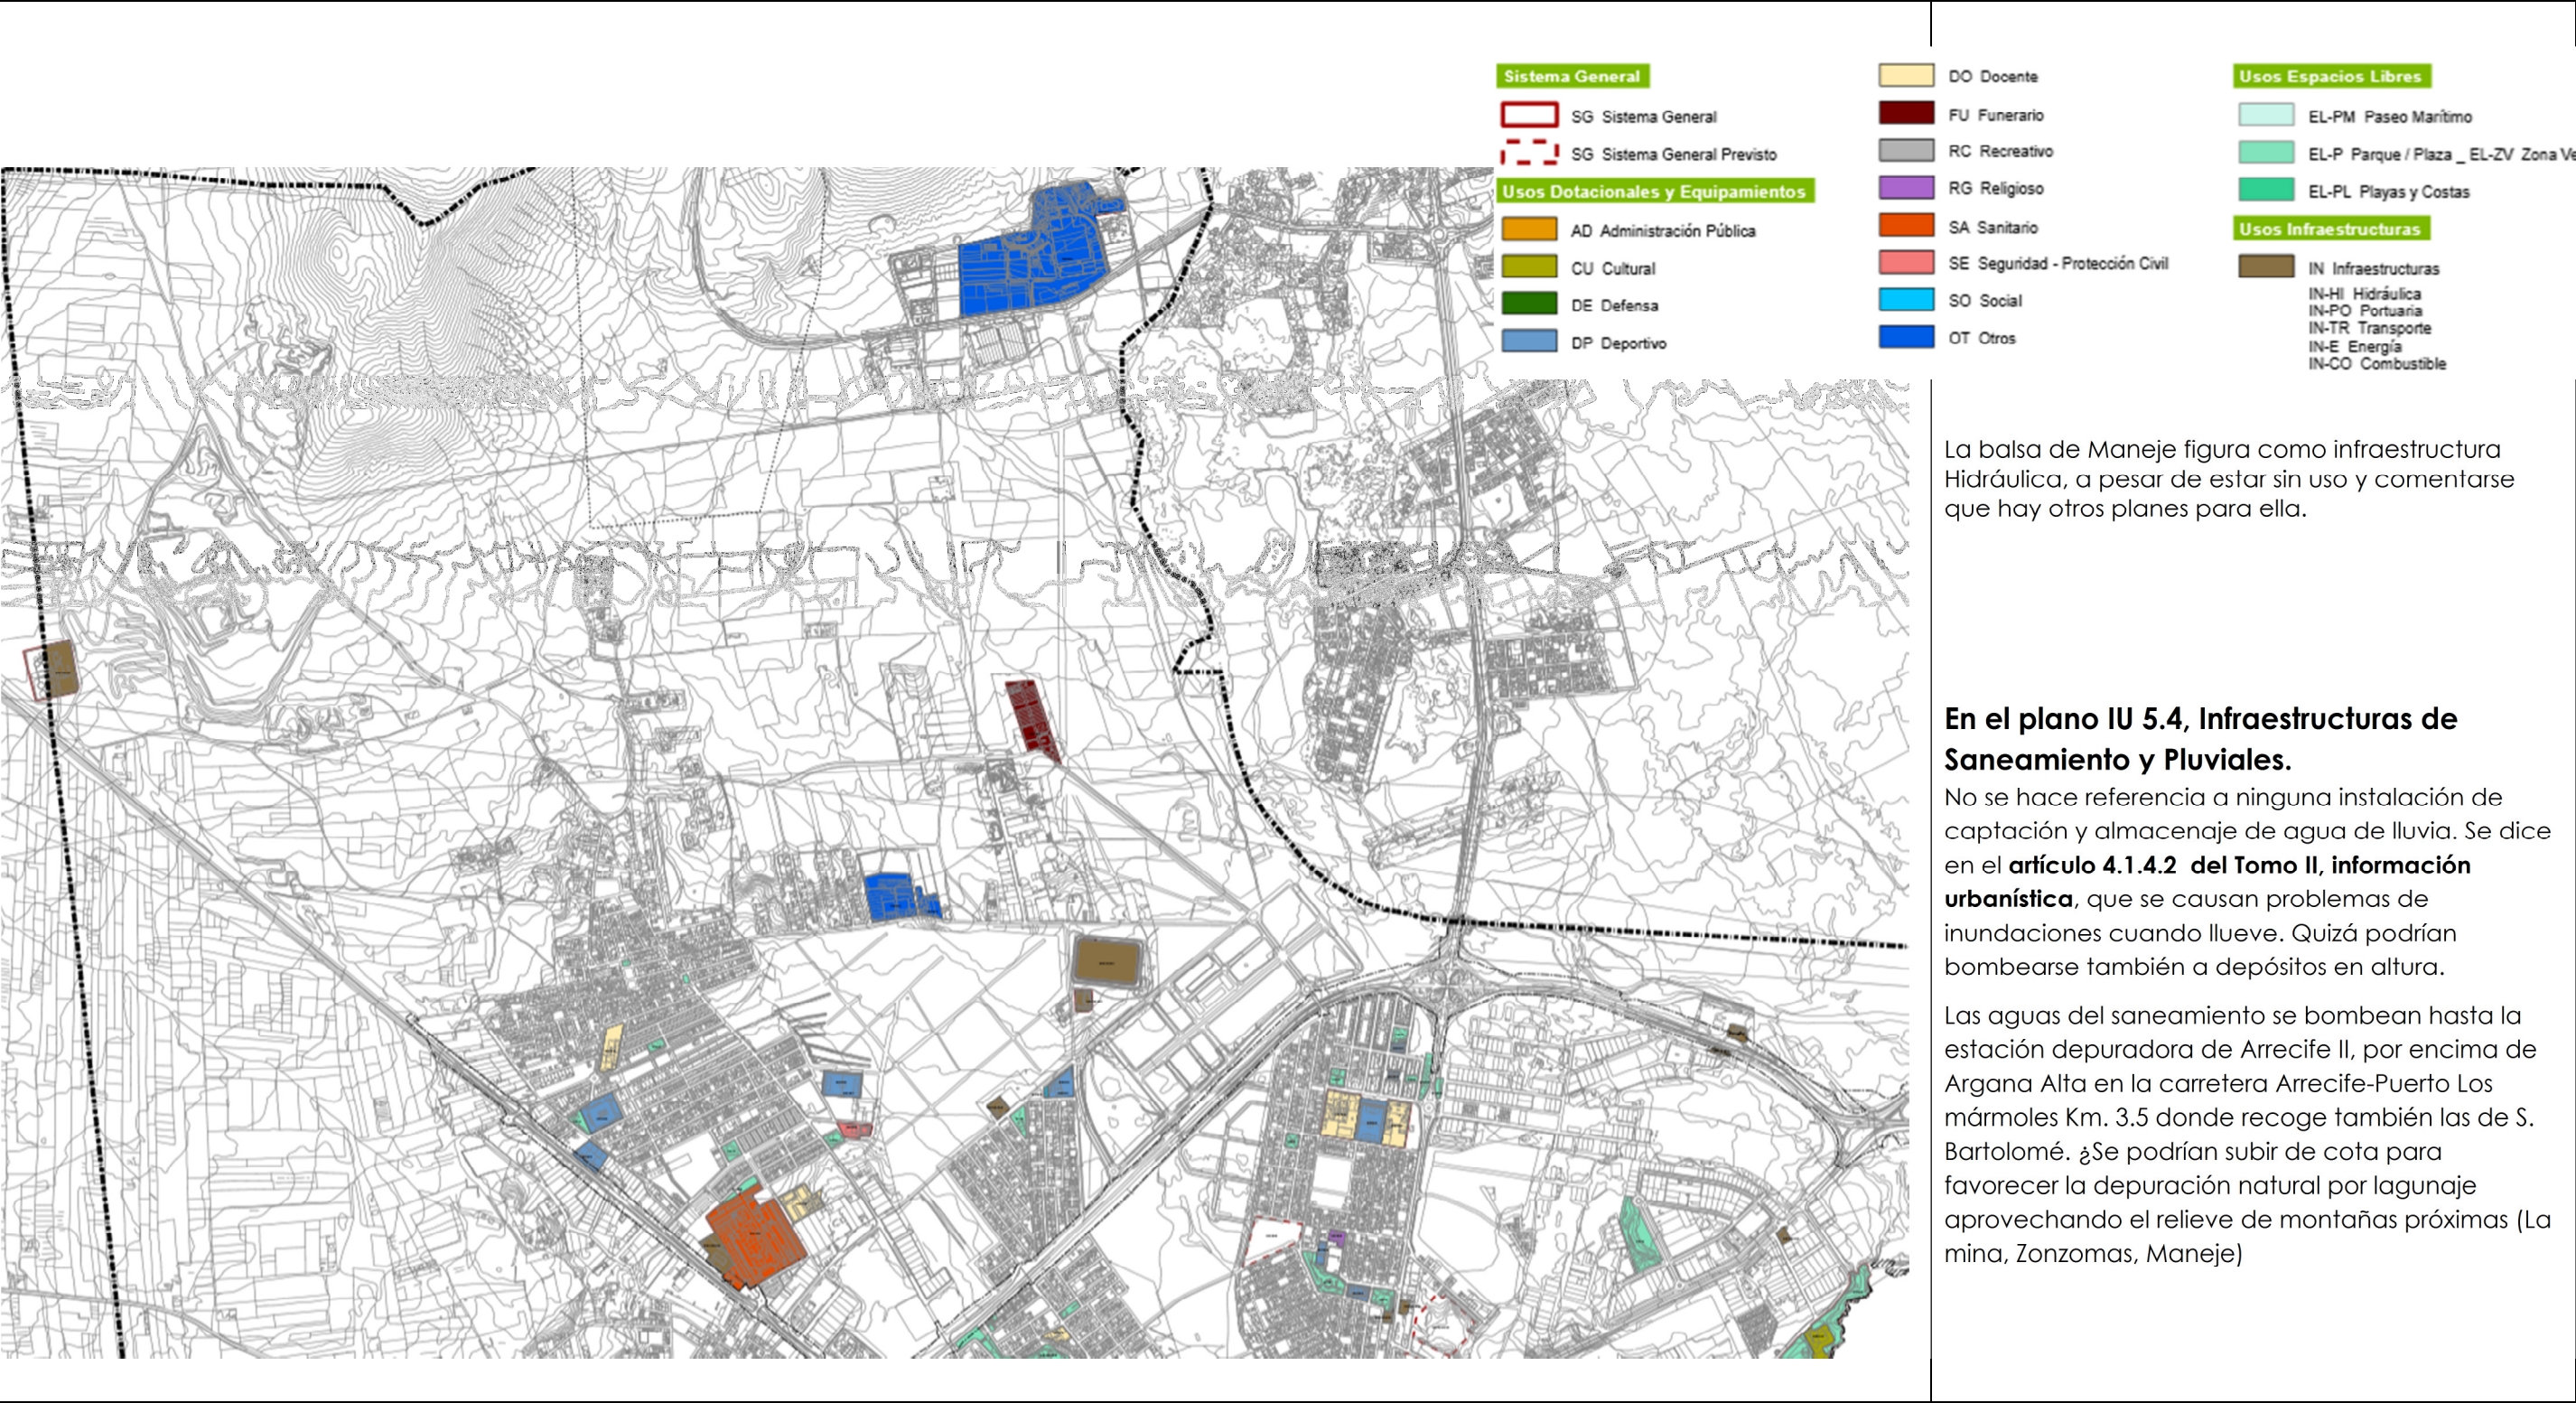 Sistema General
SG Sistema General
SG Sistema General Previsto
Usos Dotacionales y Equipamientos
AD Administración Pública
CU Cultural
DE Defensa
DP Deportivo
DO Docente
FU Funerario
RC Recreativo
RG Religioso
SA Sanitario
SE Seguridad - Protección Civil
SO Social
OT Otros
Usos Espacios Libres
EL-PM Paseo Marítimo
EL-P Parque / Plaza _ EL-ZV Zona Ve
EL-PL Playas y Costas
Usos Infraestructuras
IN Infraestructuras
IN-HI Hidráulica
IN-PO Portuaria
IN-TR Transporte
IN-E Energía
IN-CO Combustible
La balsa de Maneje figura como infraestructura
Hidráulica, a pesar de estar sin uso y comentarse
que hay otros planes para ella.
En el plano IU 5.4, Infraestructuras de
Saneamiento y Pluviales.
No se hace referencia a ninguna instalación de
captación y almacenaje de agua de lluvia. Se dice
en el artículo 4.1.4.2 del Tomo II, información
urbanística, que se causan problemas de
inundaciones cuando llueve. Quizá podrían
bombearse también a depósitos en altura.
Las aguas del saneamiento se bombean hasta la
estación depuradora de Arrecife II, por encima de
Argana Alta en la carretera Arrecife-Puerto Los
mármoles Km. 3.5 donde recoge también las de S.
Bartolomé. ¿Se podrían subir de cota para
favorecer la depuración natural por lagunaje
aprovechando el relieve de montañas próximas (La
mina, Zonzomas, Maneje)